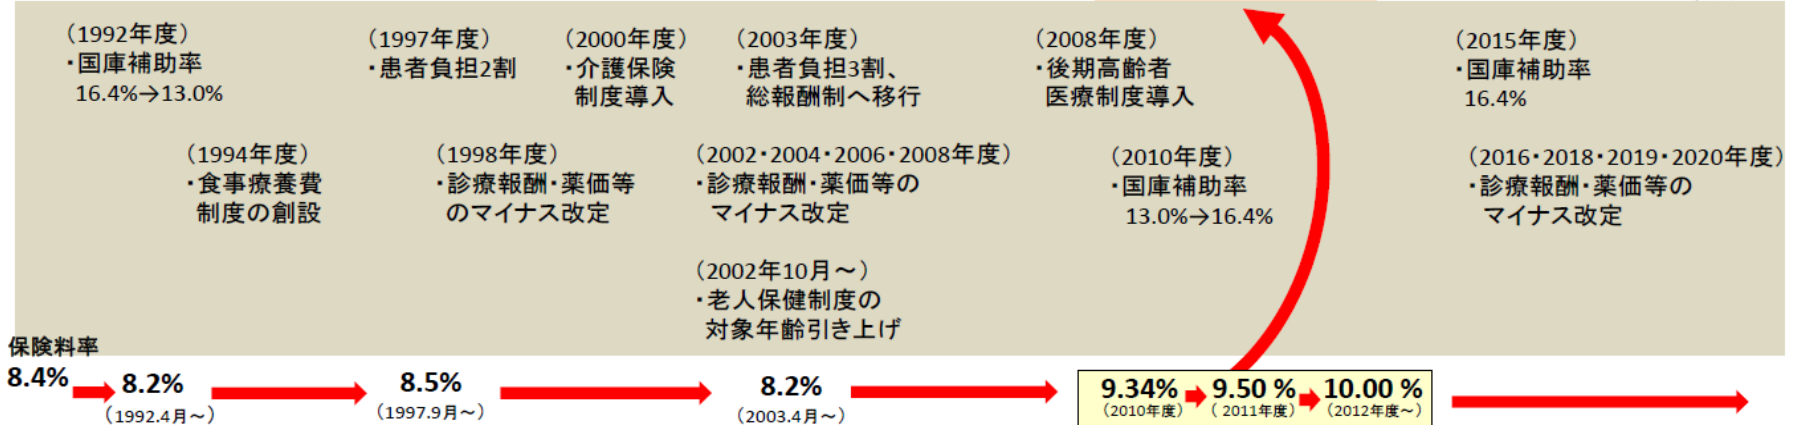 （1992年度）
・国庫補助率
16.4%→13.0%
（1997年度）
・患者負担2割
（2000年度）
・介護保険
制度導入
（2003年度）
・患者負担3割、
総報酬制へ移行
（2008年度）
・後期高齢者
医療制度導入
（2015年度）
・国庫補助率
16.4%
（1994年度）
・食事療養費
制度の創設
（1998年度）
・診療報酬・薬価等
のマイナス改定
（2002・2004・2006・2008年度）
・診療報酬・薬価等の
マイナス改定
（2010年度）
・国庫補助率
13.0%→16.4%
（2016・2018・2019・2020年度）
・診療報酬・薬価等の
マイナス改定
（2002年10月～）
・老人保健制度の
対象年齢引き上げ
保険料率
8.4%
8.2%
（1992.4月～）
8.5%
（1997.9月～）
8.2%
（2003.4月～）
9.34%
（2010年度）
9.50 %
（ 2011年度）
10.00 %
（2012年度～）